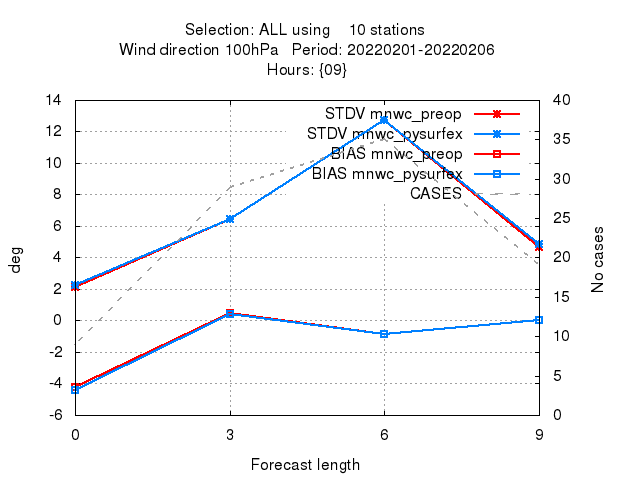 Selection: ALL using    10 stations
Wind direction 100hPa   Period: 20220201-20220206
Hours: {09}
STDV mnwc_preop
STDV mnwc_pysurfex
BIAS mnwc_preop
BIAS mnwc_pysurfex
CASES
14
12
10
8
6
4
2
0
-2
-4
-6
deg
40
35
30
25
20
15
10
5
0
No cases
0 3 6 9
Forecast length